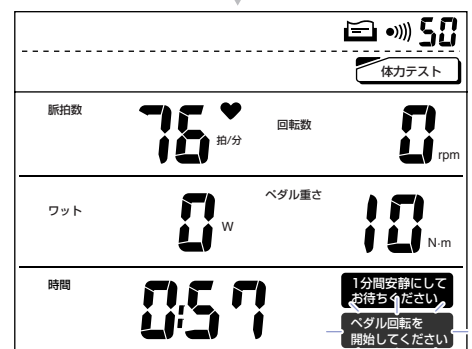 50
体力テスト
脈拍数 76 拍/分 回転数 0 rpm
ワット 0 W ペダル重さ 10 N·m
時間 0:57
1分間安静にして
お待ちください
ペダル回転を
開始してください